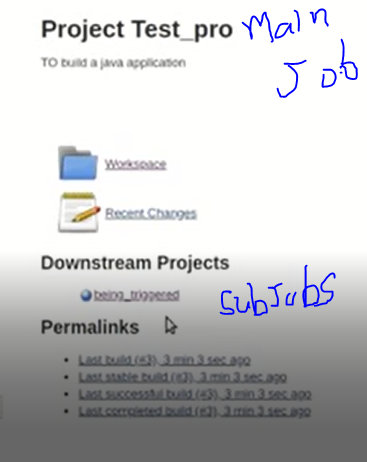 Project Test_pro Main
TO build a java application
Job
Workspace
Recent Changes
Downstream Projects
being_triggered
SubJobs
Permalinks
Last build (#3), 3 min 3 sec ago
Last stable build (#3), 3 min 3 sec ago
Last successful build (#3), 3 min 3 sec ago
Last completed build (#3), 3 min 3 sec ago